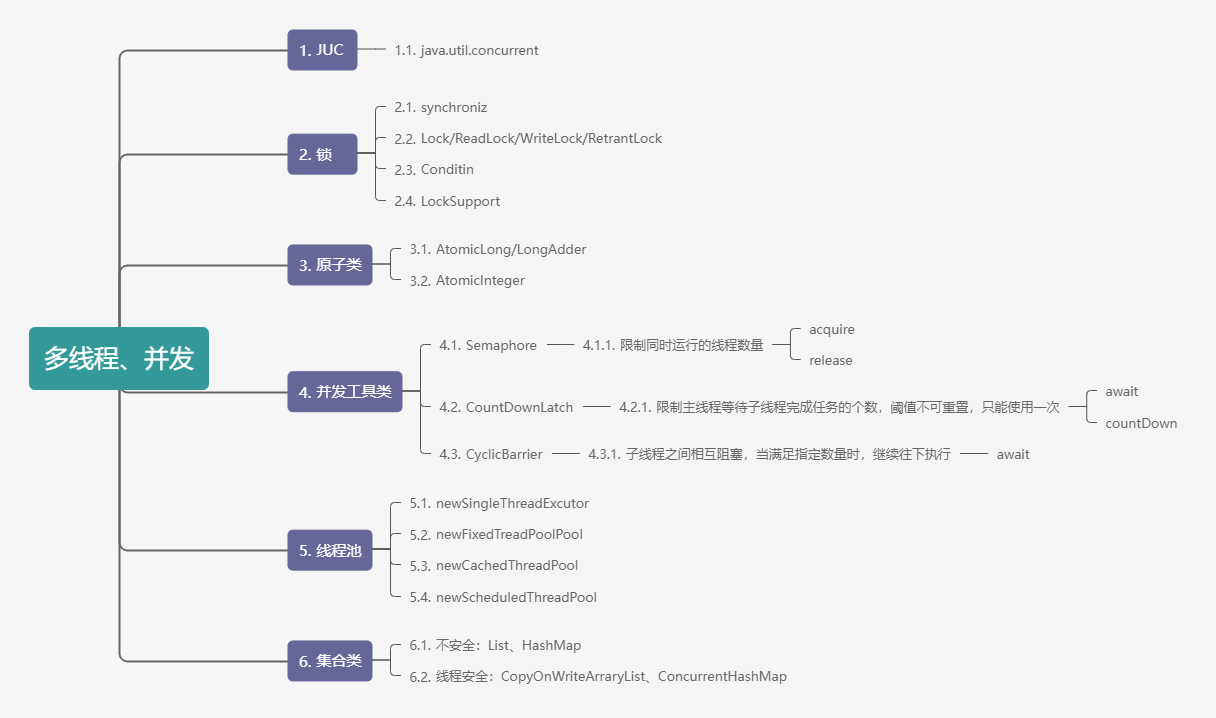 多线程、并发
1. JUC
1.1. java.util.concurrent
2. 锁
2.1. synchroniz
2.2. Lock/ReadLock/WriteLock/RetrantLock
2.3. Conditin
2.4. LockSupport
3. 原子类
3.1. AtomicLong/LongAdder
3.2. AtomicInteger
4. 并发工具类
4.1. Semaphore
4.1.1. 限制同时运行的线程数量
acquire
release
4.2. CountDownLatch
4.2.1. 限制主线程等待子线程完成任务的个数，阈值不可重置，只能使用一次
await
countDown
4.3. CyclicBarrier
4.3.1. 子线程之间相互阻塞，当满足指定数量时，继续往下执行
await
5. 线程池
5.1. newSingleThreadExcutor
5.2. newFixedTreadPoolPool
5.3. newCachedThreadPool
5.4. newScheduledThreadPool
6. 集合类
6.1. 不安全：List、HashMap
6.2. 线程安全：CopyOnWriteArraryList、ConcurrentHashMap